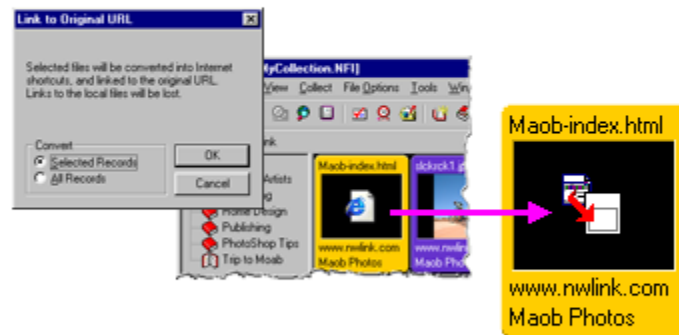 Link to Original URL
Selected files will be converted into Internet
shortcuts, and linked to the original URL.
Links to the local files will be lost.
Convert
Selected Records
All Records
OK
Cancel
MyCollection.NFI]
View Collect File Options Tools
Maob-index.html
Artists
Home Design
Publishing
PhotoShop Tips
Trip to Moab
www.nwlink.com
Maob Photos
Maob-index.html
www.nwlink.com
Maob Photos